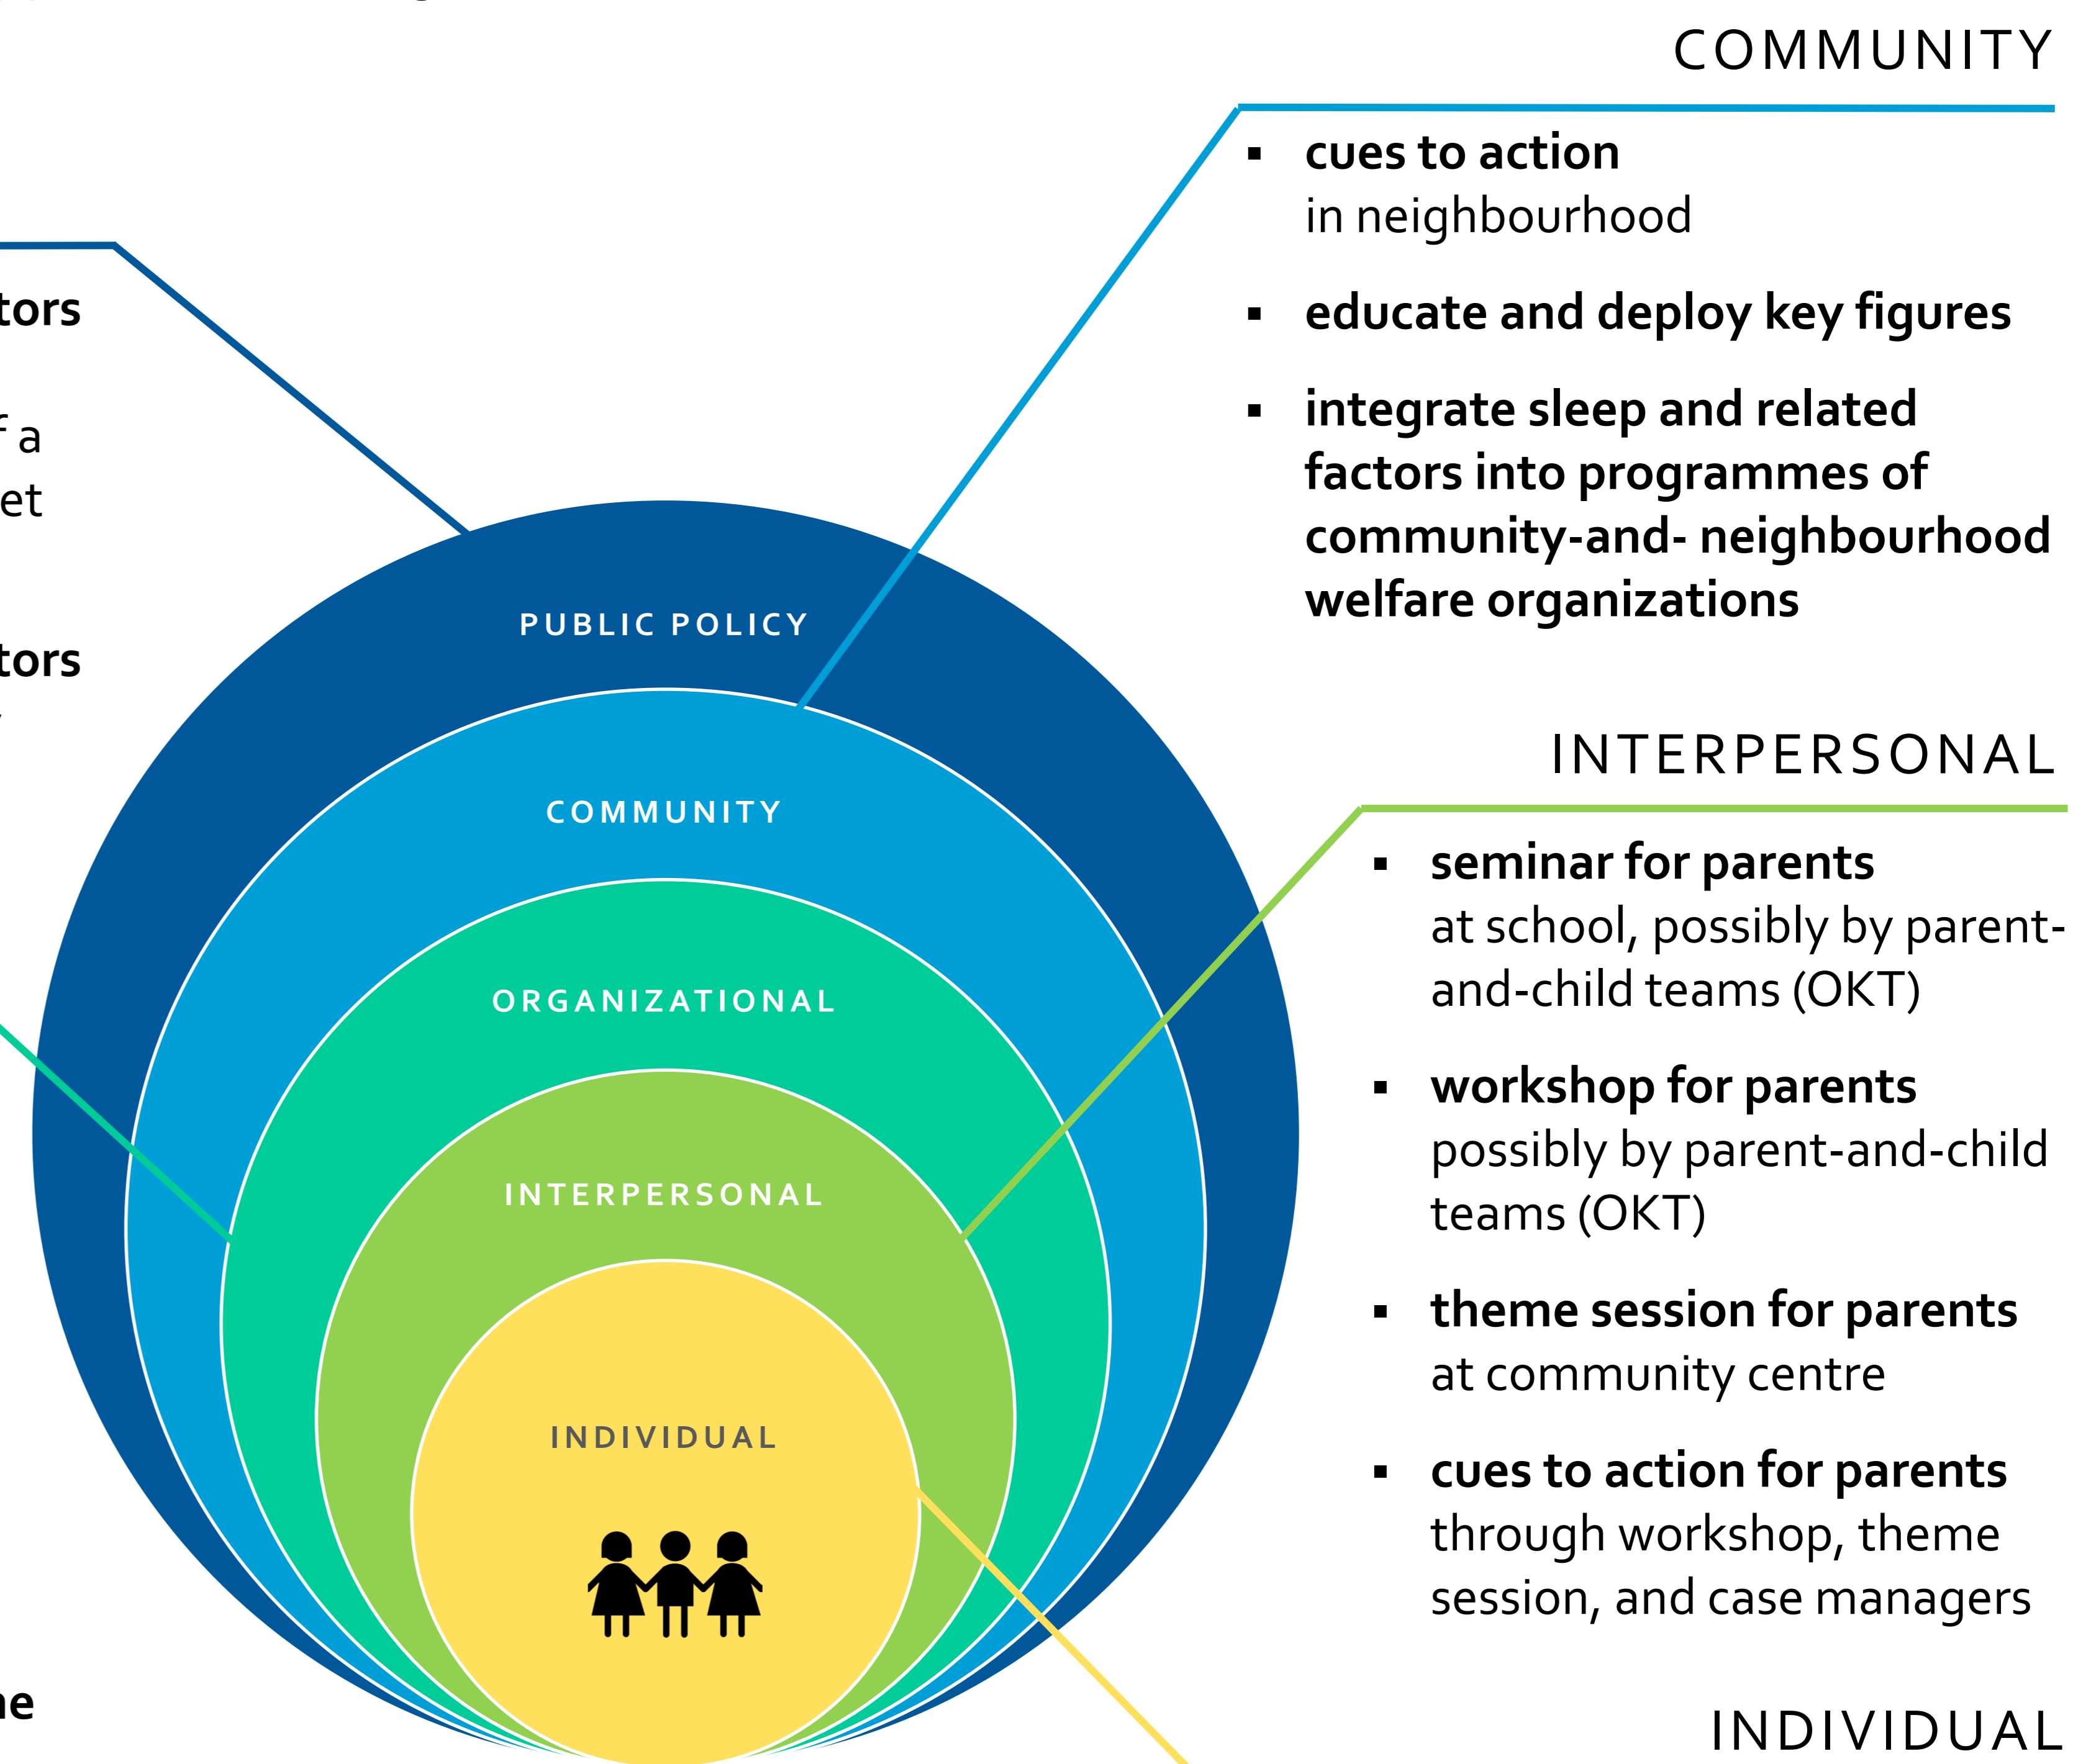 COMMUNITY
▪ cues to action
in neighbourhood
▪ educate and deploy key figures
▪ integrate sleep and related
factors into programmes of
community-and- neighbourhood
welfare organizations
tors
f a
et
tors
PUBLIC POLICY
COMMUNITY
ORGANIZATIONAL
INTERPERSONAL
INDIVIDUAL
INTERPERSONAL
▪ seminar for parents
at school, possibly by parent-
and-child teams (OKT)
▪ workshop for parents
possibly by parent-and-child
teams (OKT)
▪ theme session for parents
at community centre
▪ cues to action for parents
through workshop, theme
session, and case managers
INDIVIDUAL